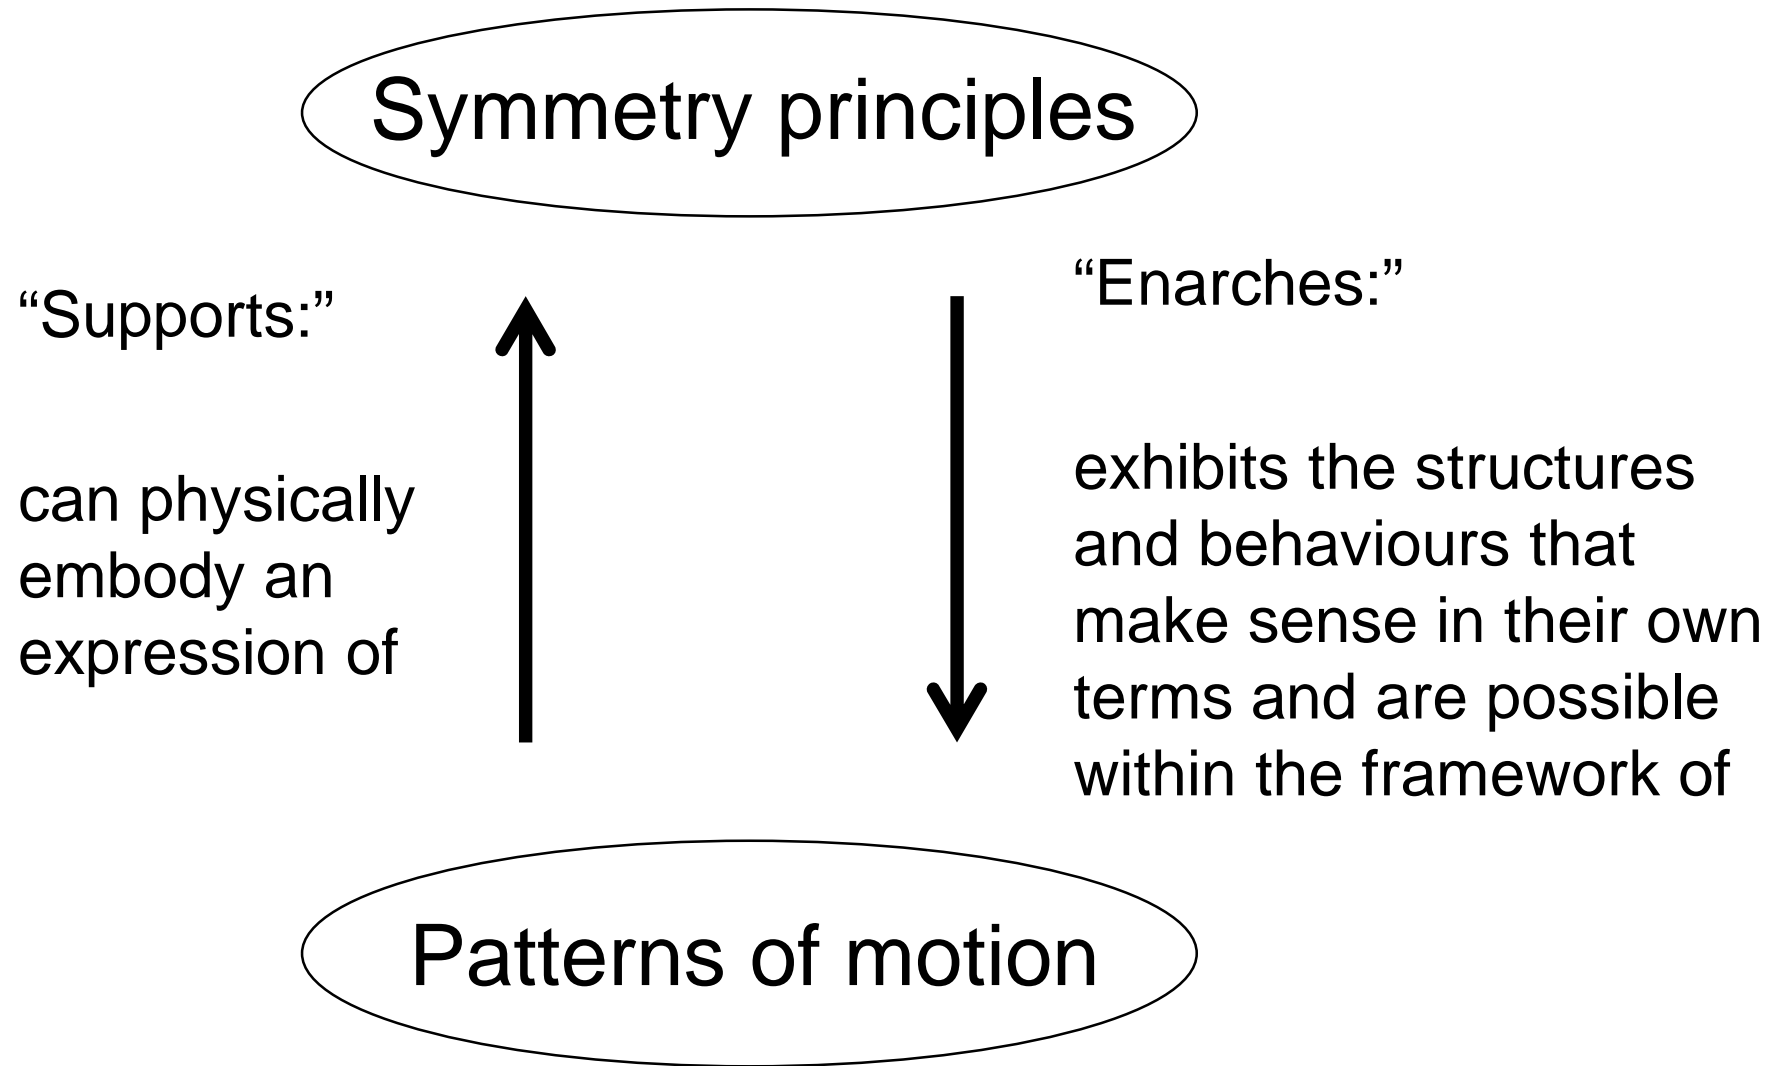 Symmetry principles
“Supports:”
can physically
embody an
expression of
“Enarches:”
exhibits the structures
and behaviours that
make sense in their own
terms and are possible
within the framework of
Patterns of motion